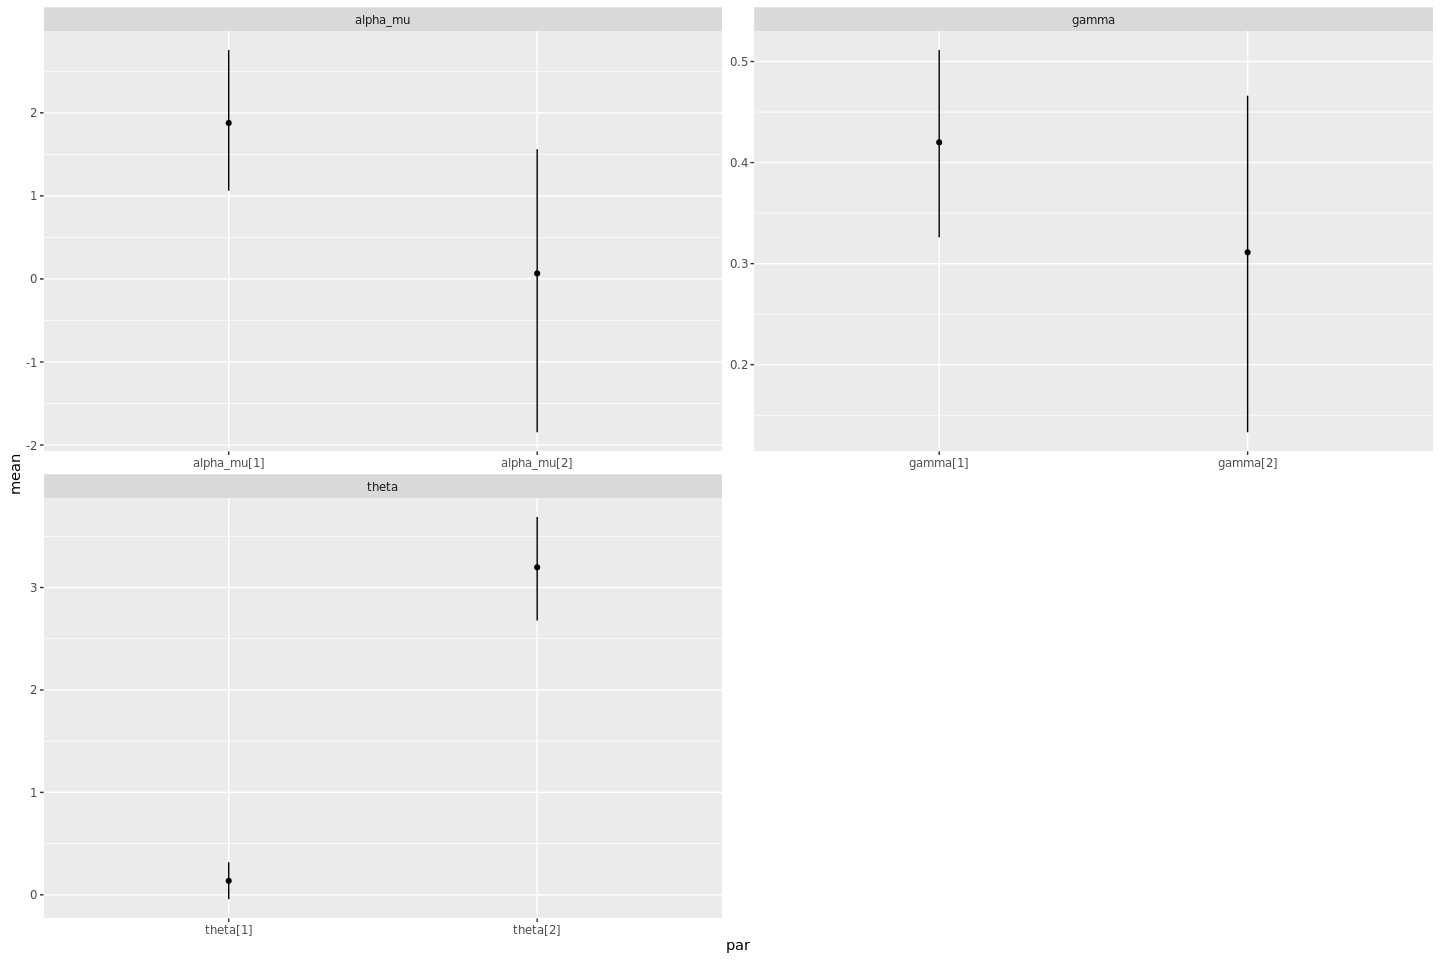 alpha_mu
gamma
2
1
0
-1
-2
0.5
0.4
0.3
0.2
alpha_mu[1] alpha_mu[2]
gamma[1] gamma[2]
mean
theta
3
2
1
0
theta[1] theta[2]
par